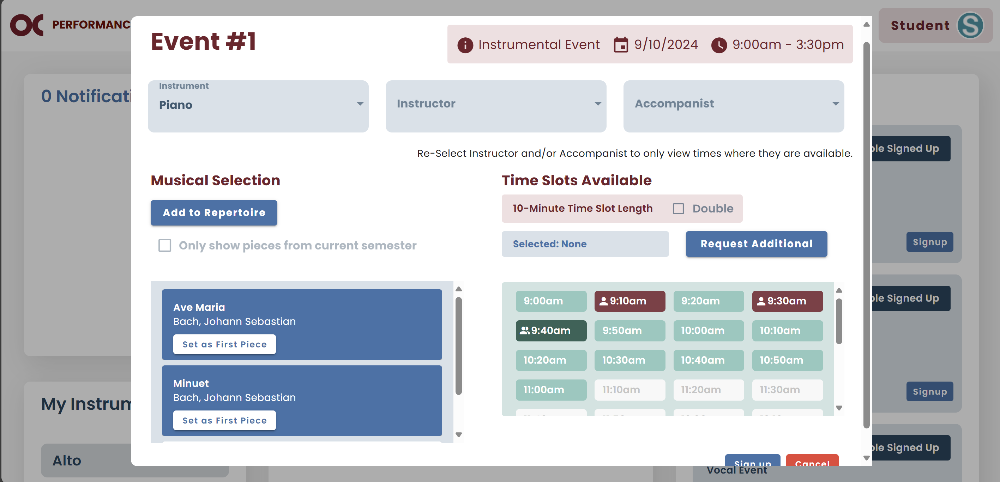 OC PERFORMANC
Student S
0 Notificati
Event #1
Instrumental Event 9/10/2024 9:00am - 3:30pm
Instrument
Piano
Instructor
Accompanist
Re-Select Instructor and/or Accompanist to only view times where they are available.
Musical Selection
Add to Repertoire
Only show pieces from current semester
Ave Maria
Bach, Johann Sebastian
Set as First Piece
Minuet
Bach, Johann Sebastian
Set as First Piece
Time Slots Available
10-Minute Time Slot Length Double
Selected: None
Request Additional
9:00am 9:10am 9:20am 9:30am
9:40am 9:50am 10:00am 10:10am
10:20am 10:30am 10:40am 10:50am
11:00am 11:10am 11:20am 11:30am
Sign up Cancel
My Instrum
Alto
ple Signed Up
Signup
ple Signed Up
Signup
ple Signed Up
Vocal Event